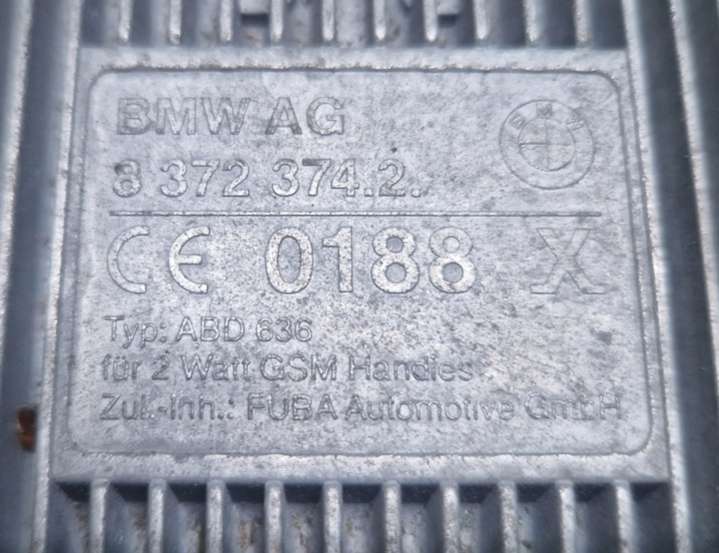 BMW AG
BMW
8 372 374.2.
CE 0188 X
Typ: ABD 636
für 2 Watt GSM Handies
Zul.-Inh.: FUBA Automotive GmbH